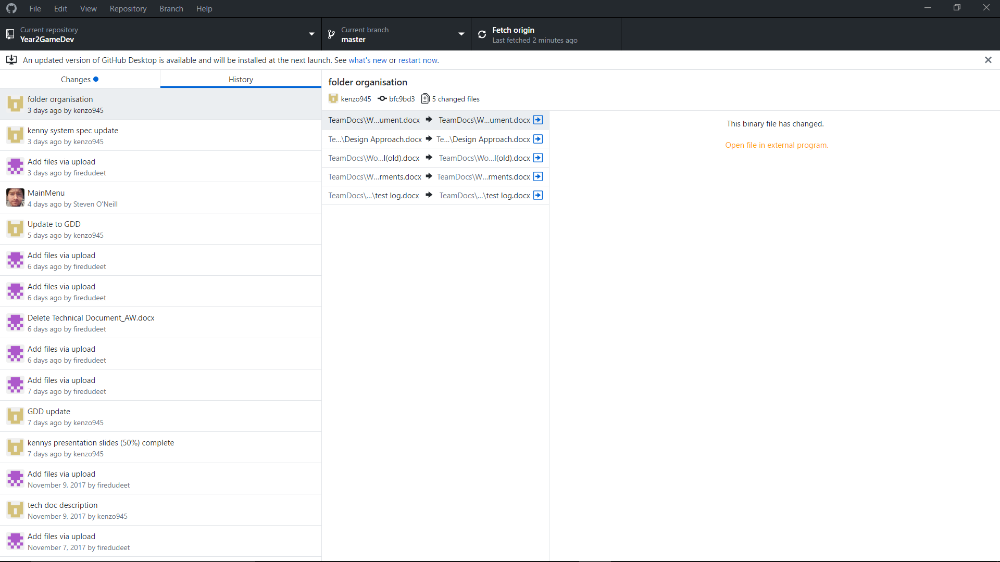 File Edit View Repository Branch Help
Current repository
Year2GameDev
Current branch
master
Fetch origin
Last fetched 2 minutes ago
An updated version of GitHub Desktop is available and will be installed at the next launch. See what's new or restart now.
Changes
History
folder organisation
3 days ago by kenzo945
kenny system spec update
3 days ago by kenzo945
Add files via upload
3 days ago by firedudeet
MainMenu
4 days ago by Steven O'Neill
Update to GDD
5 days ago by kenzo945
Add files via upload
6 days ago by firedudeet
Add files via upload
6 days ago by firedudeet
Delete Technical Document_AW.docx
6 days ago by firedudeet
Add files via upload
6 days ago by firedudeet
Add files via upload
7 days ago by firedudeet
GDD update
7 days ago by kenzo945
kennys presentation slides (50%) complete
7 days ago by kenzo945
Add files via upload
November 9, 2017 by firedudeet
tech doc description
November 9, 2017 by kenzo945
Add files via upload
November 7, 2017 by firedudeet
folder organisation
kenzo945 bfc9bd3 5 changed files
TeamDocs\W...ument.docx TeamDocs\W...ument.docx
Te...\Design Approach.docx Te...\Design Approach.docx
TeamDocs\Wo...l(old).docx TeamDocs\Wo...l(old).docx
TeamDocs\W...rments.docx TeamDocs\W...rments.docx
TeamDocs\...\test log.docx TeamDocs\...\test log.docx
This binary file has changed.
Open file in external program.